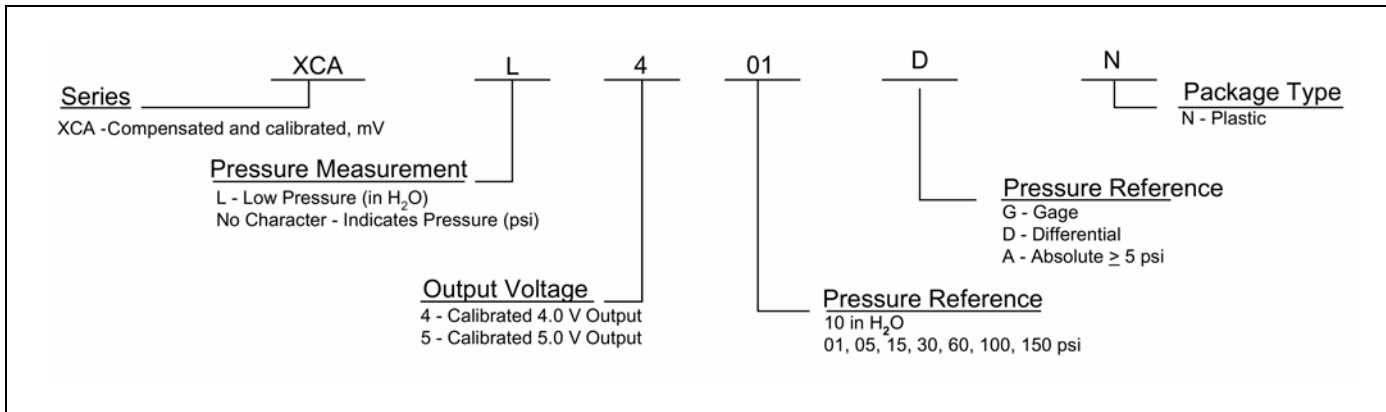 XCA L 4 01 D N
Series
XCA -Compensated and calibrated, mV
Package Type
N - Plastic
Pressure Measurement
L - Low Pressure (in H₂O)
No Character - Indicates Pressure (psi)
Pressure Reference
G - Gage
D - Differential
A - Absolute ≥ 5 psi
Output Voltage
4 - Calibrated 4.0 V Output
5 - Calibrated 5.0 V Output
Pressure Reference
10 in H₂O
01, 05, 15, 30, 60, 100, 150 psi